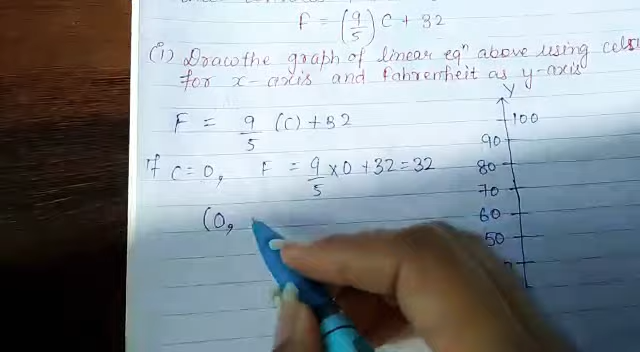 F = (9/5) C + 32
(i) Draw the graph of linear eqⁿ above using
for x-axis and Fahrenheit as y-axis
F = 9/5 (C) + 32
y
100
90
If C = 0, F = 9/5 × 0 + 32 = 32
80
70
(0,
60
50